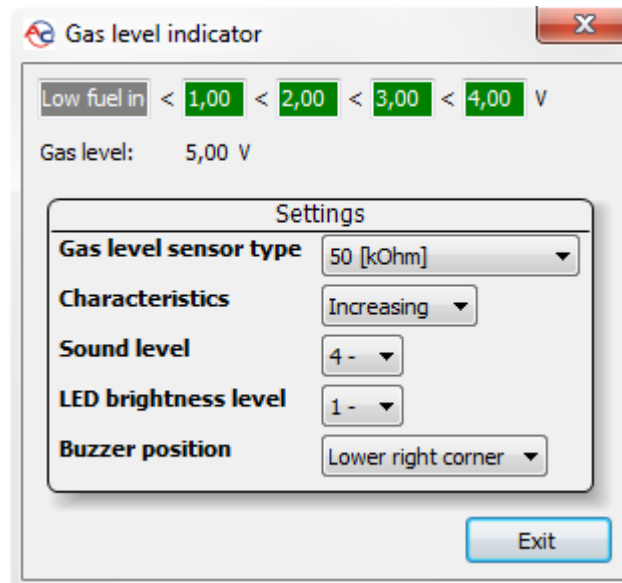 Gas level indicator
Low fuel in < 1,00 < 2,00 < 3,00 < 4,00 V
Gas level: 5,00 V
Settings
Gas level sensor type 50 [kOhm]
Characteristics Increasing
Sound level 4 -
LED brightness level 1 -
Buzzer position Lower right corner
Exit